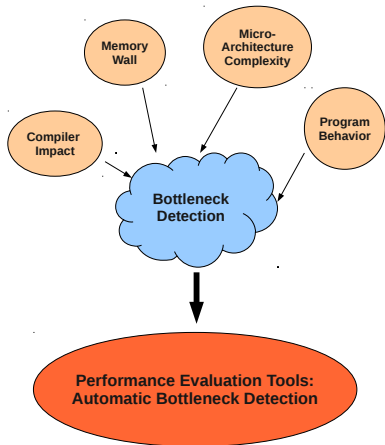 Micro-
Architecture
Complexity
Memory
Wall
Program
Behavior
Compiler
Impact
Bottleneck
Detection
Performance Evaluation Tools:
Automatic Bottleneck Detection